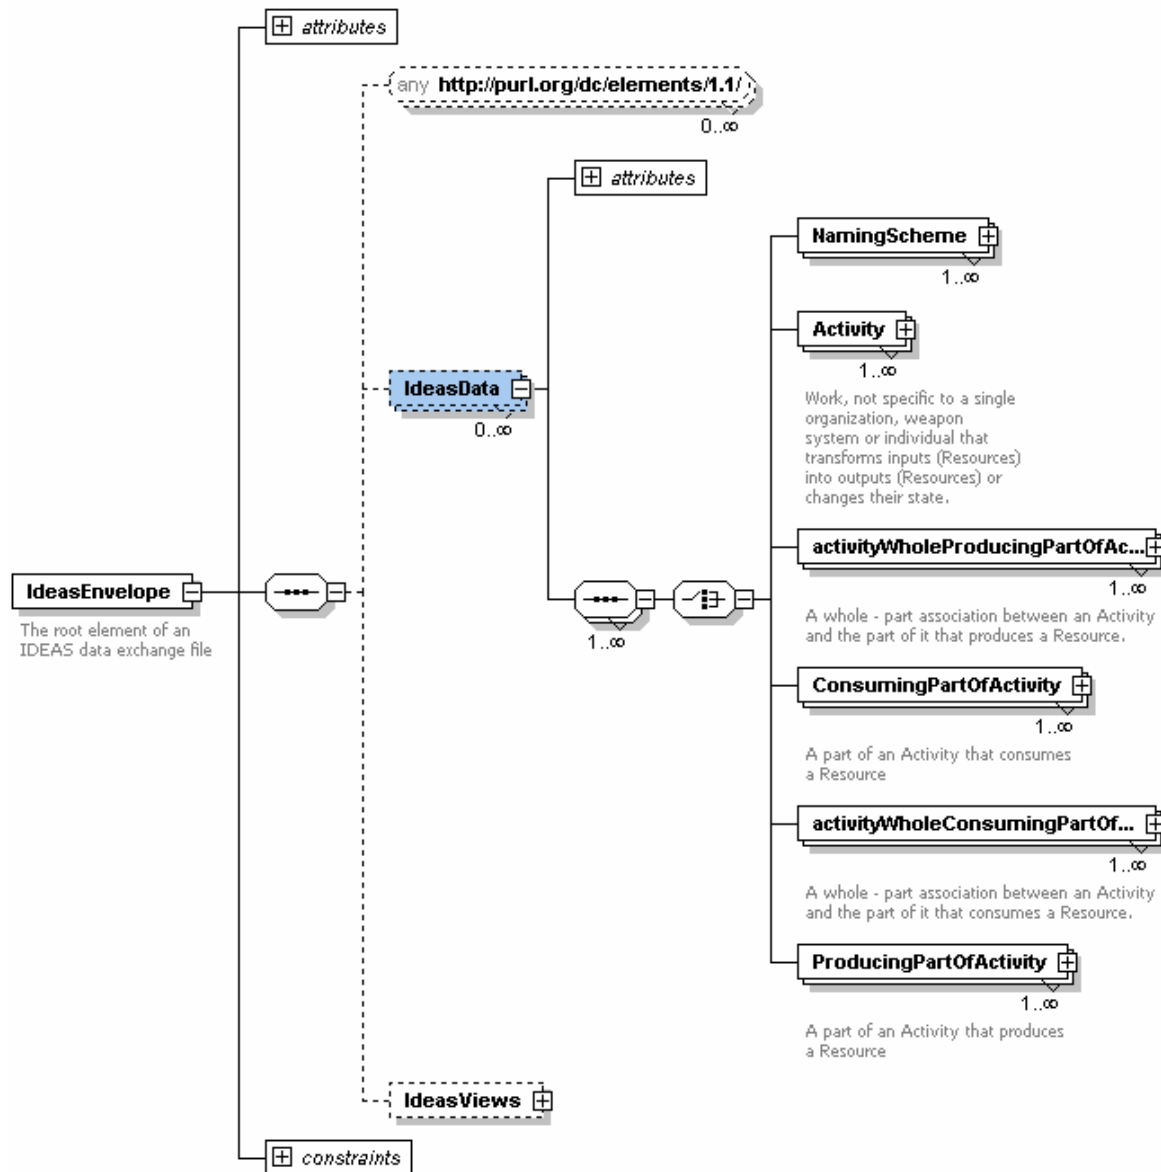 attributes
any http://purl.org/dc/elements/1.1/
0..∞
attributes
NamingScheme
1..∞
Activity
1..∞
Work, not specific to a single
organization, weapon
system or individual that
transforms inputs (Resources)
into outputs (Resources) or
changes their state.
IdeasData
0..∞
activityWholeProducingPartOfAc...
1..∞
A whole - part association between an Activity
and the part of it that produces a Resource.
IdeasEnvelope
The root element of an
IDEAS data exchange file
1..∞
ConsumingPartOfActivity
1..∞
A part of an Activity that consumes
a Resource
activityWholeConsumingPartOf...
1..∞
A whole - part association between an Activity
and the part of it that consumes a Resource.
ProducingPartOfActivity
1..∞
A part of an Activity that produces
a Resource
IdeasViews
constraints